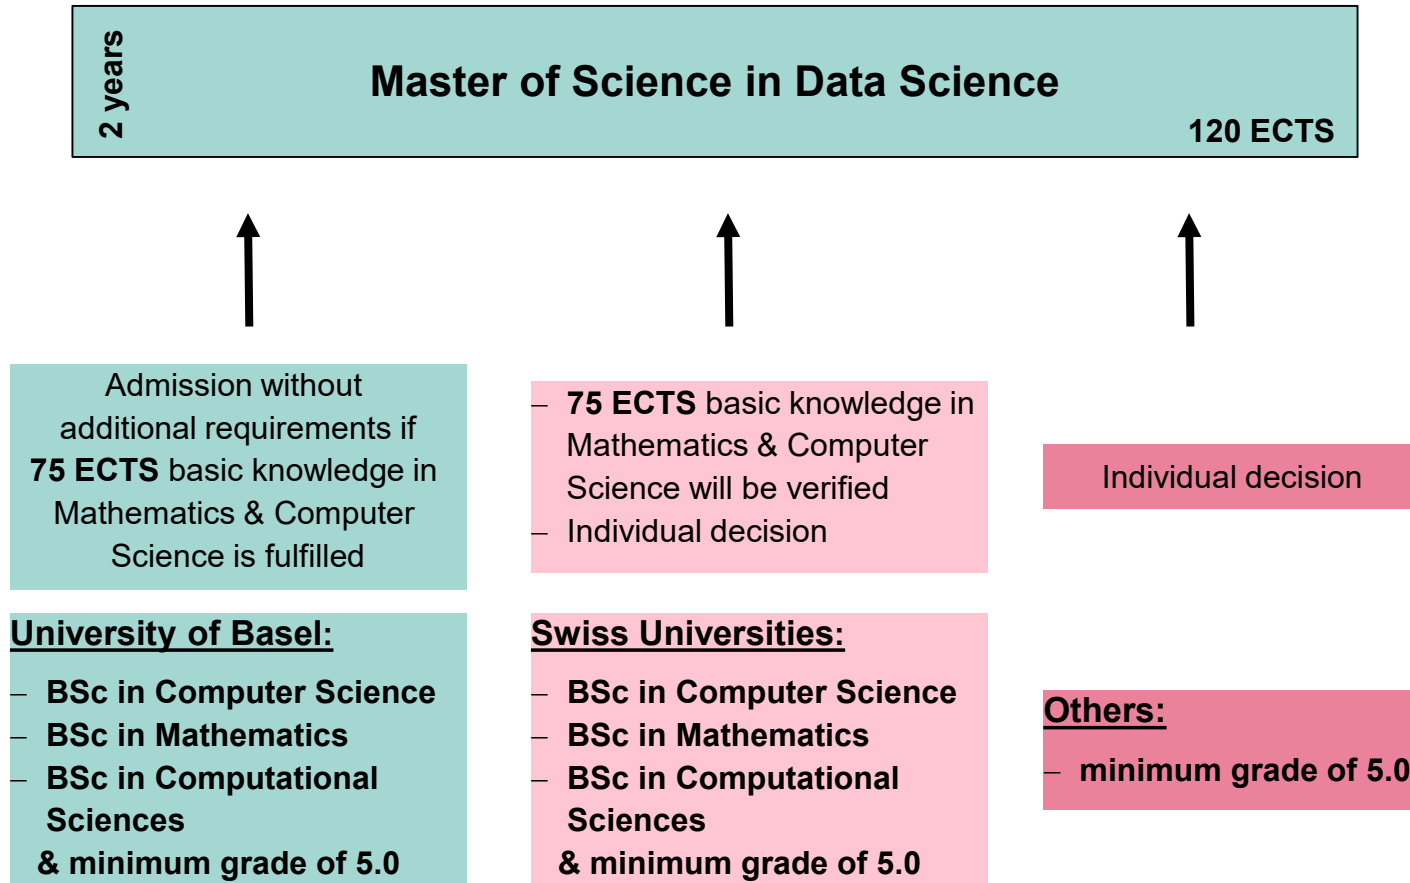 2 years
Master of Science in Data Science
120 ECTS
Admission without
additional requirements if
75 ECTS basic knowledge in
Mathematics & Computer
Science is fulfilled
University of Basel:
– BSc in Computer Science
– BSc in Mathematics
– BSc in Computational
Sciences
& minimum grade of 5.0
– 75 ECTS basic knowledge in
Mathematics & Computer
Science will be verified
– Individual decision
Swiss Universities:
– BSc in Computer Science
– BSc in Mathematics
– BSc in Computational
Sciences
& minimum grade of 5.0
Individual decision
Others:
– minimum grade of 5.0